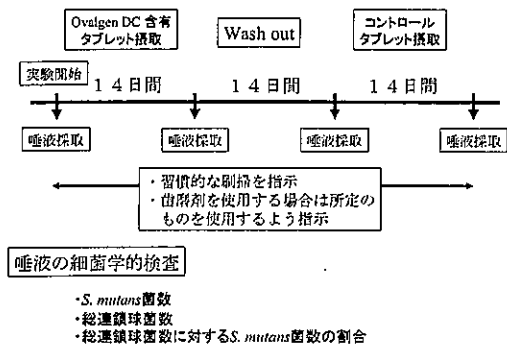 Ovalgen DC 含有
タブレット摂取
Wash out
コントロール
タブレット摂取
実験開始
14日間
14日間
14日間
唾液採取
唾液採取
唾液採取
唾液採取
・習慣的な刷掃を指示
・歯磨剤を使用する場合は所定の
ものを使用するよう指示
唾液の細菌学的検査
・S. mutans菌数
・総連鎖球菌数
・総連鎖球菌数に対するS. mutans菌数の割合